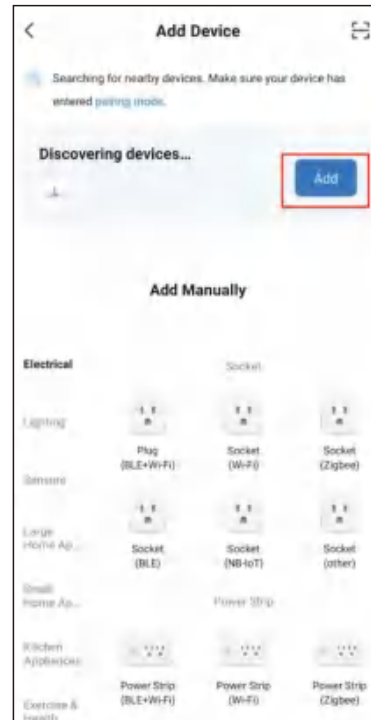 Add Device
Searching for nearby devices. Make sure your device has
entered pairing mode.
Discovering devices...
Add
Add Manually
Electrical
Socket
Lighting
Plug
(BLE+Wi-Fi)
Socket
(Wi-Fi)
Socket
(Zigbee)
Sensors
Large
Home Ap...
Socket
(BLE)
Socket
(NB-IoT)
Socket
(other)
Small
Home Ap...
Power Strip
Kitchen
Appliances
Power Strip
(BLE+Wi-Fi)
Power Strip
(Wi-Fi)
Power Strip
(Zigbee)
Exercise &
Health